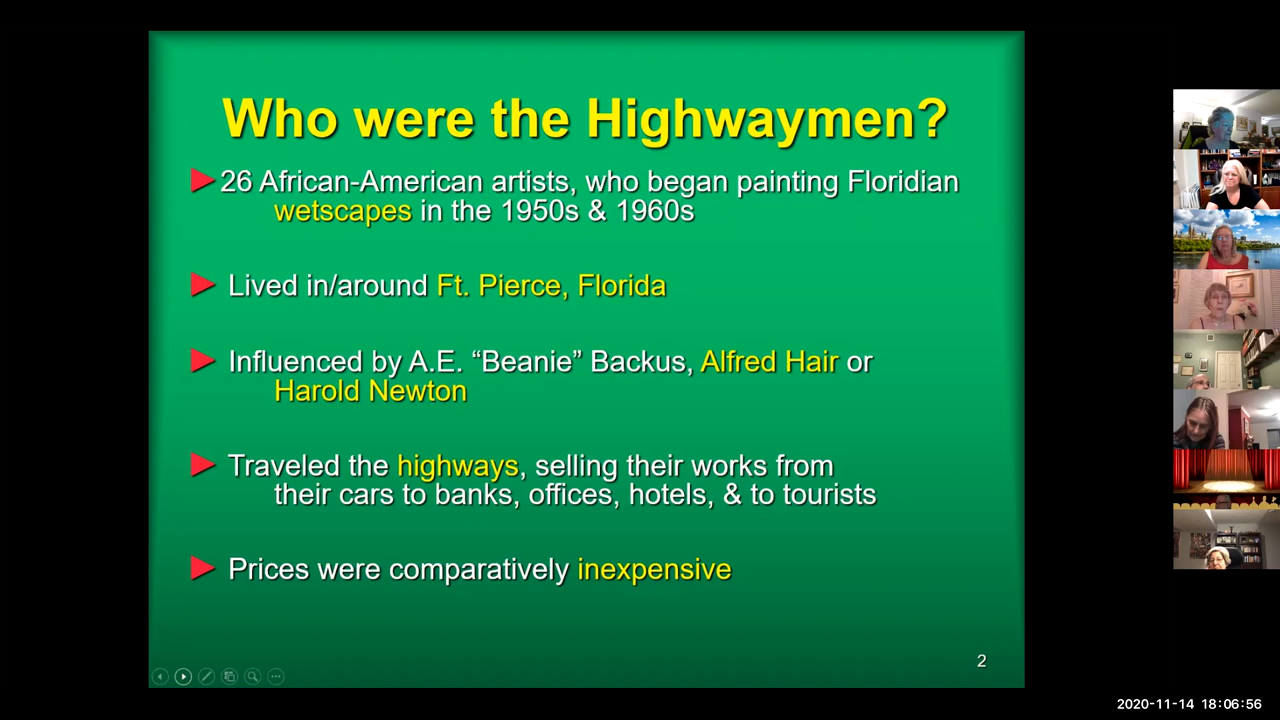 Who were the Highwaymen?
26 African-American artists, who began painting Floridian
wetscapes in the 1950s & 1960s
Lived in/around Ft. Pierce, Florida
Influenced by A.E. “Beanie” Backus, Alfred Hair or
Harold Newton
Traveled the highways, selling their works from
their cars to banks, offices, hotels, & to tourists
Prices were comparatively inexpensive
2
2020-11-14 18:06:56